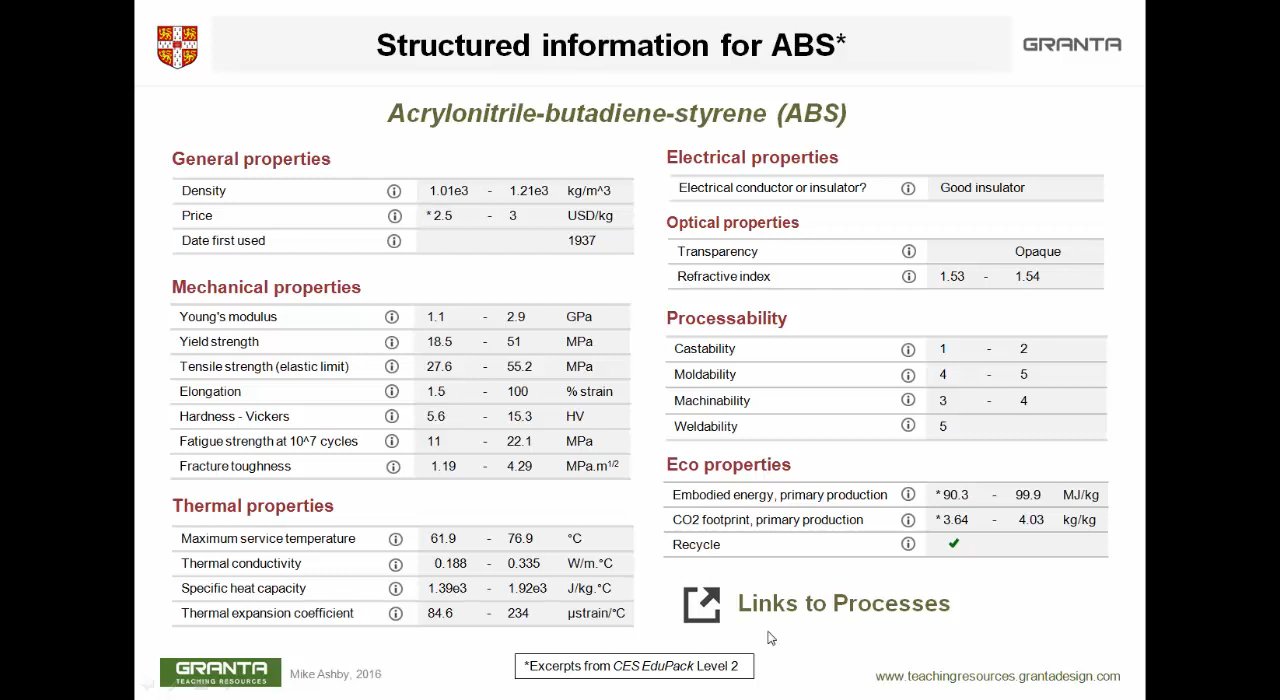 Structured information for ABS*
GRANTA
Acrylonitrile-butadiene-styrene (ABS)
General properties
Density 1.01e3 - 1.21e3 kg/m^3
Price *2.5 - 3 USD/kg
Date first used 1937
Mechanical properties
Young's modulus 1.1 - 2.9 GPa
Yield strength 18.5 - 51 MPa
Tensile strength (elastic limit) 27.6 - 55.2 MPa
Elongation 1.5 - 100 % strain
Hardness - Vickers 5.6 - 15.3 HV
Fatigue strength at 10^7 cycles 11 - 22.1 MPa
Fracture toughness 1.19 - 4.29 MPa.m1/2
Thermal properties
Maximum service temperature 61.9 - 76.9 °C
Thermal conductivity 0.188 - 0.335 W/m.°C
Specific heat capacity 1.39e3 - 1.92e3 J/kg.°C
Thermal expansion coefficient 84.6 - 234 µstrain/°C
Electrical properties
Electrical conductor or insulator? Good insulator
Optical properties
Transparency Opaque
Refractive index 1.53 - 1.54
Processability
Castability 1 - 2
Moldability 4 - 5
Machinability 3 - 4
Weldability 5
Eco properties
Embodied energy, primary production *90.3 - 99.9 MJ/kg
CO2 footprint, primary production *3.64 - 4.03 kg/kg
Recycle ✔
Links to Processes
GRANTA
TEACHING RESOURCES
Mike Ashby, 2016
*Excerpts from CES EduPack Level 2
www.teachingresources.grantadesign.com